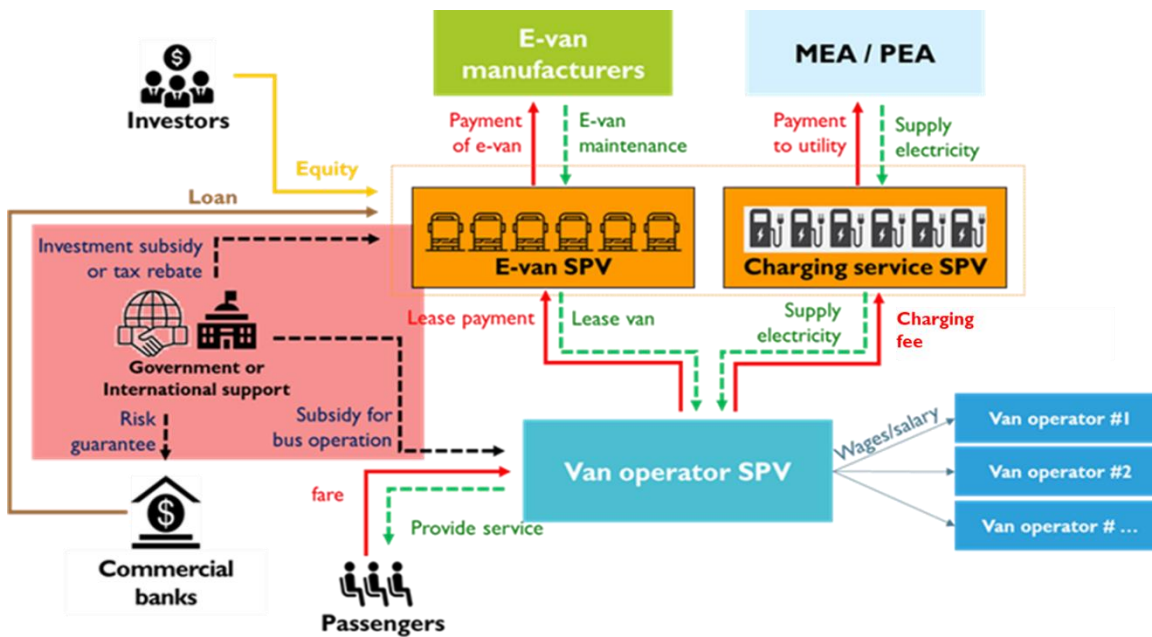 E-van
manufacturers
MEA / PEA
Investors
Payment
of e-van
E-van
maintenance
Payment
to utility
Supply
electricity
Equity
Loan
Investment subsidy
or tax rebate
E-van SPV
Charging service SPV
Lease payment
Lease van
Supply
electricity
Charging
fee
Government or
International support
Risk
guarantee
Subsidy for
bus operation
Van operator SPV
Wages/salary
Van operator #1
Van operator #2
Van operator # ...
fare
Provide service
Commercial
banks
Passengers